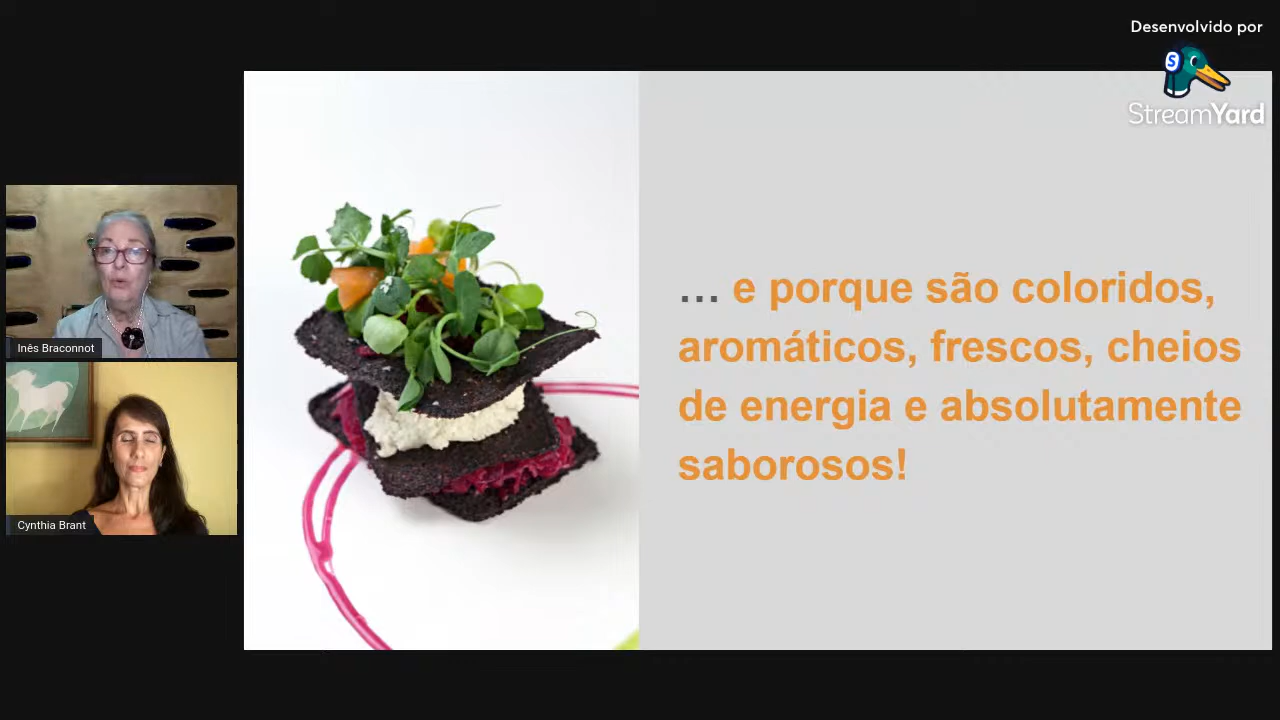 Desenvolvido por
S
StreamYard
Inês Braconnot
Cynthia Brant
... e porque são coloridos,
aromáticos, frescos, cheios
de energia e absolutamente
saborosos!